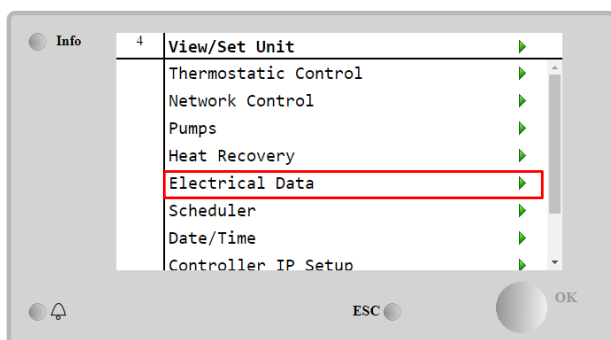 Info
4 View/Set Unit
Thermostatic Control
Network Control
Pumps
Heat Recovery
Electrical Data
Scheduler
Date/Time
Controller IP Setup
ESC
OK